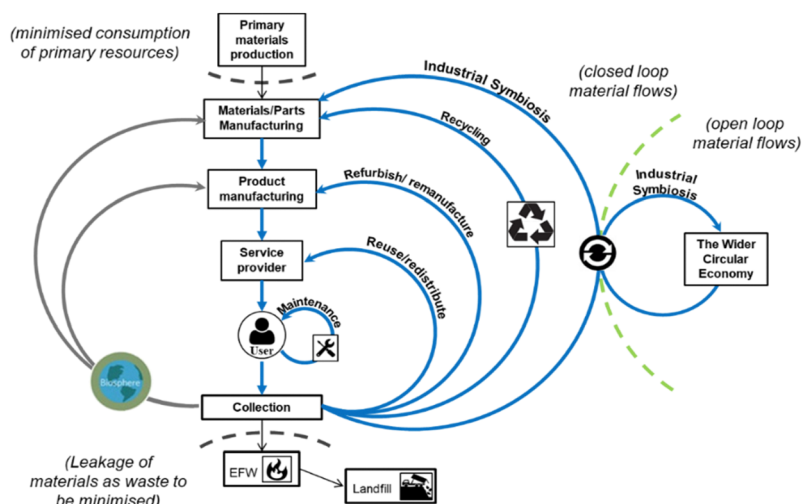 (minimised consumption
of primary resources)
Primary
materials
production
Industrial Symbiosis
(closed loop
material flows)
(open loop
material flows)
Materials/Parts
Manufacturing
Recycling
Product
manufacturing
Refurbish/ remanufacture
Industrial
Symbiosis
Service
provider
Reuse/redistribute
The Wider
Circular
Economy
Maintenance
User
Biosphere
Collection
(Leakage of
materials as waste to
be minimised)
EFW
Landfill